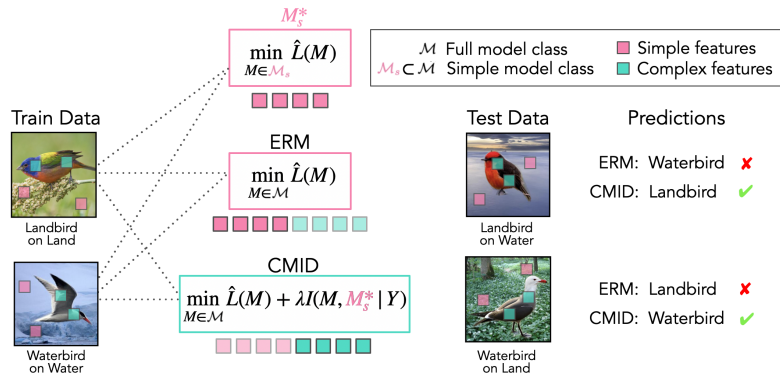 M*s
min L̂(M)
M∈ℳs
ℳ Full model class
Simple features
ℳs ⊂ ℳ Simple model class
Complex features
Train Data
ERM
min L̂(M)
M∈ℳ
Landbird
on Land
CMID
min L̂(M) + λI(M, M*s | Y)
M∈ℳ
Waterbird
on Water
Test Data
Predictions
ERM: Waterbird ✘
CMID: Landbird ✔
Landbird
on Water
ERM: Landbird ✘
CMID: Waterbird ✔
Waterbird
on Land